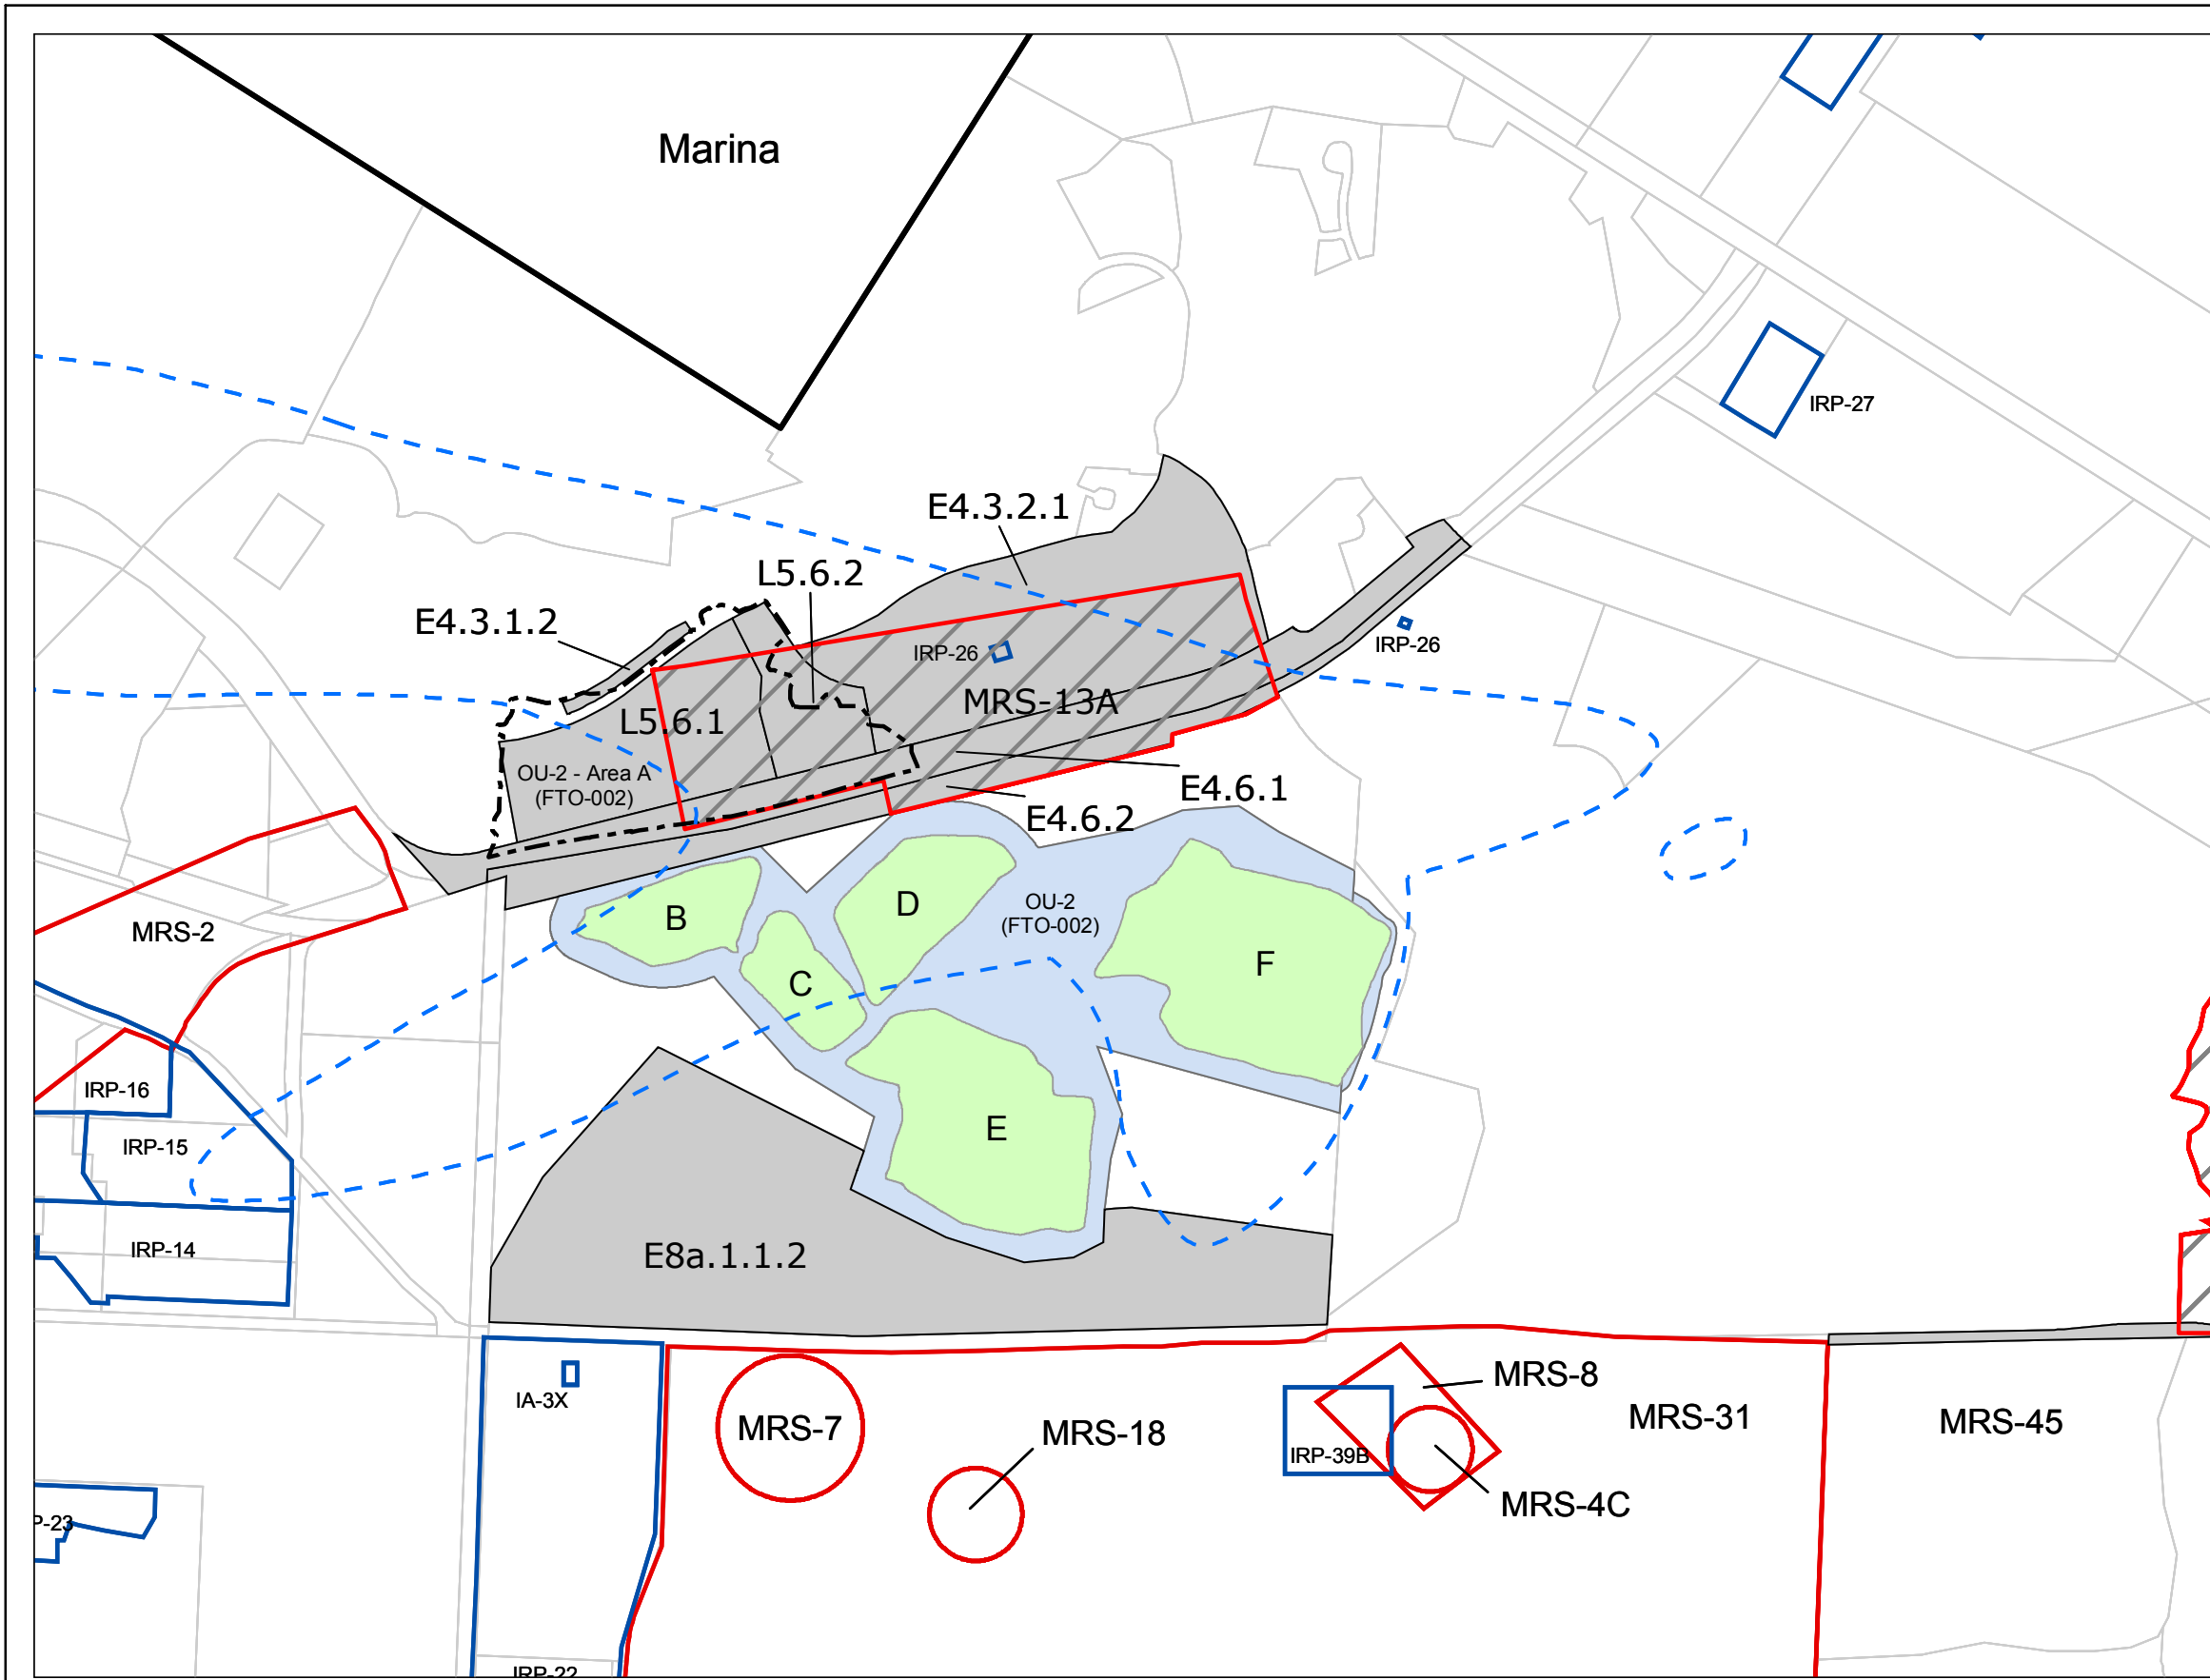 Marina
IRP-27
E4.3.2.1
L5.6.2
E4.3.1.2
IRP-26
IRP-26
MRS-13A
L5.6.1
OU-2 - Area A
(FTO-002)
E4.6.1
E4.6.2
B
D
OU-2
(FTO-002)
MRS-2
F
C
IRP-16
E
IRP-15
IRP-14
E8a.1.1.2
IA-3X
MRS-7
MRS-18
MRS-8
MRS-31
MRS-45
IRP-39B
MRS-4C
P-23
IRP-22